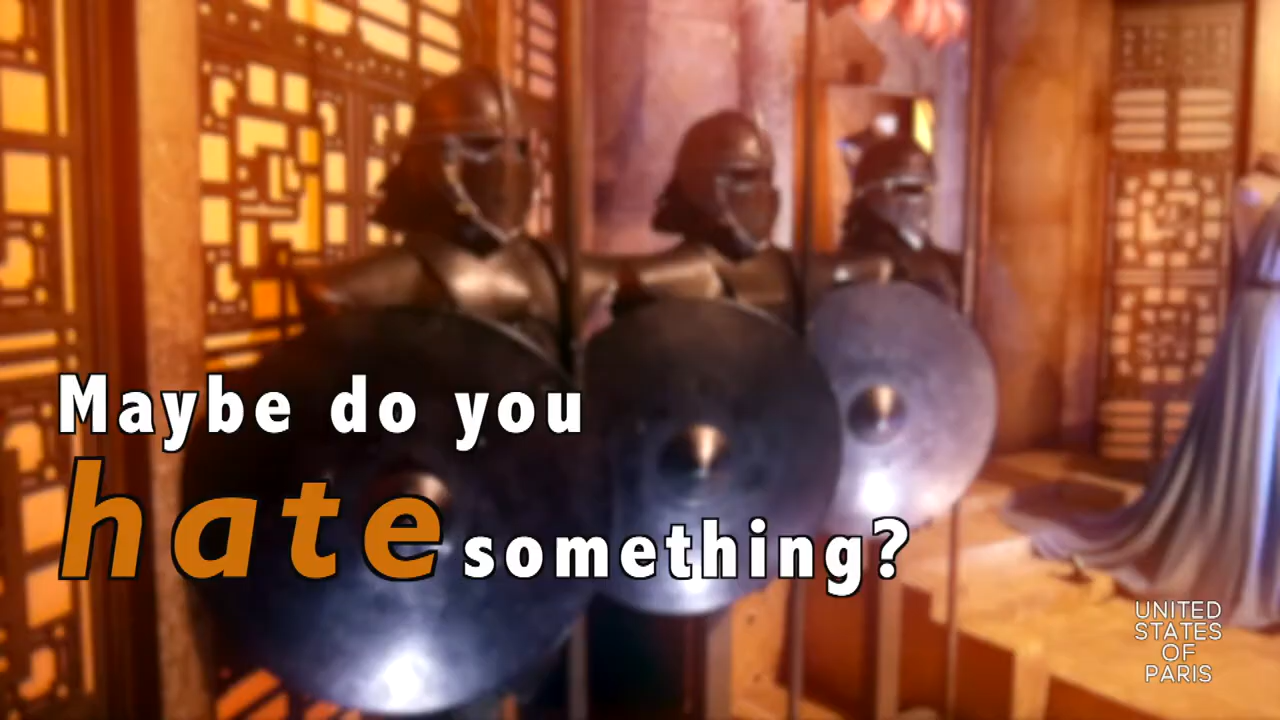 Maybe do you
hate something?
UNITED
STATES
OF
PARIS